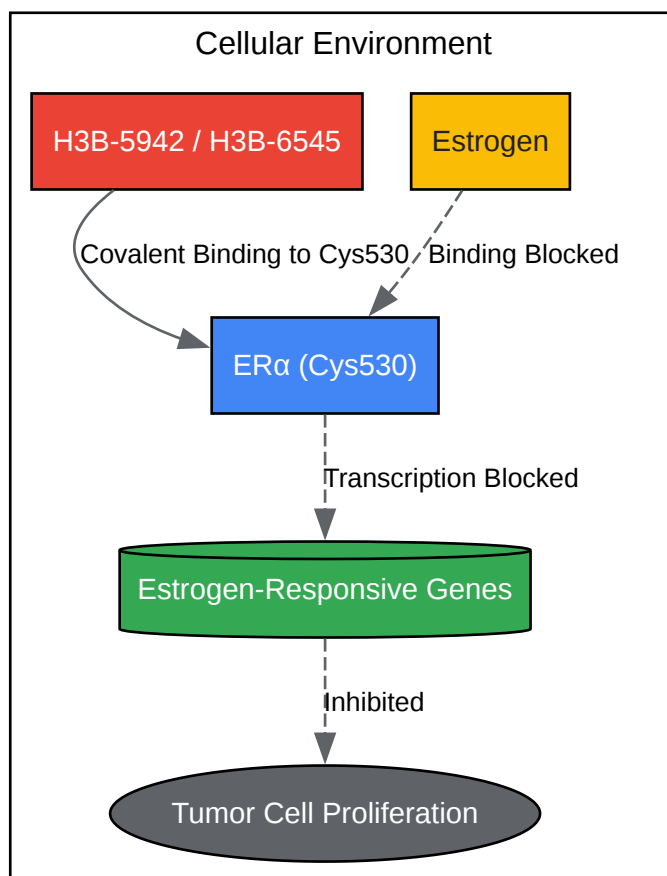 Cellular Environment
H3B-5942 / H3B-6545
Estrogen
Covalent Binding to Cys530
Binding Blocked
ERα (Cys530)
Transcription Blocked
Estrogen-Responsive Genes
Inhibited
Tumor Cell Proliferation